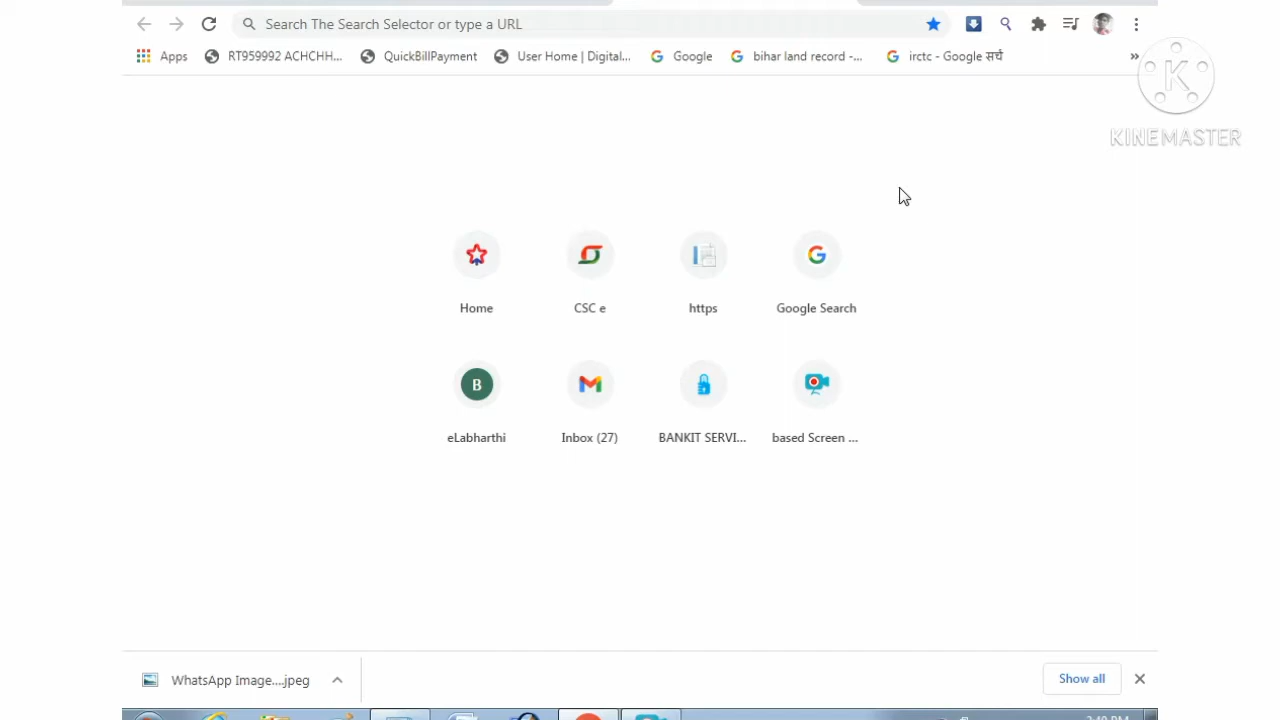 Search The Search Selector or type a URL
Apps RT959992 ACHCHH... QuickBillPayment User Home | Digital... Google bihar land record -... irctc - Google सर्च »
K
KINEMASTER
Home CSC e https Google Search
B
eLabharthi Inbox (27) BANKIT SERVI... based Screen ...
WhatsApp Image....jpeg Show all